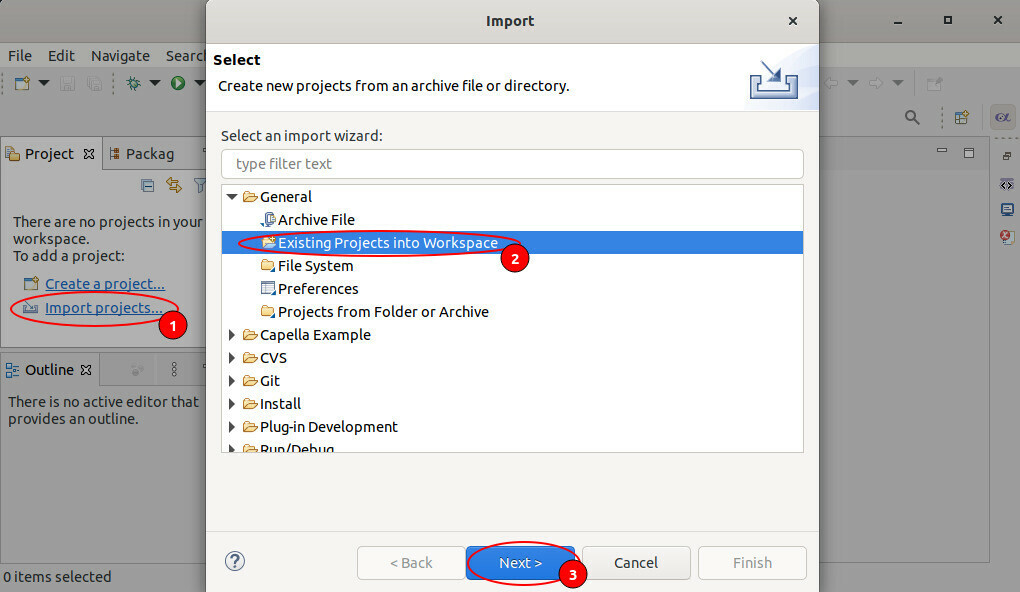 Import
File Edit Navigate Search
Select
Create new projects from an archive file or directory.
Project
Packag
Select an import wizard:
type filter text
There are no projects in your
workspace.
To add a project:
Create a project...
Import projects...
1
General
Archive File
Existing Projects into Workspace
2
File System
Preferences
Projects from Folder or Archive
Capella Example
CVS
Git
Install
Plug-in Development
Run/Debug
Outline
There is no active editor that
provides an outline.
< Back
Next >
3
Cancel
Finish
0 items selected